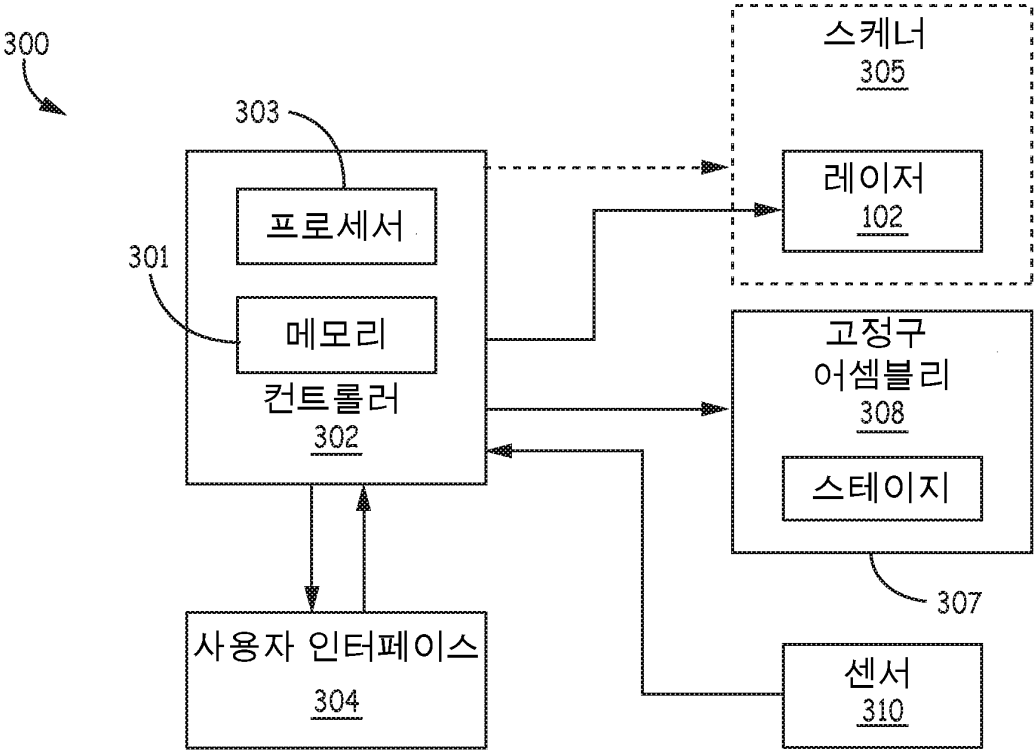 300
스케너
305
303
레이저
102
프로세서
301
메모리
컨트롤러
302
고정구
어셈블리
308
스테이지
307
사용자 인터페이스
304
센서
310